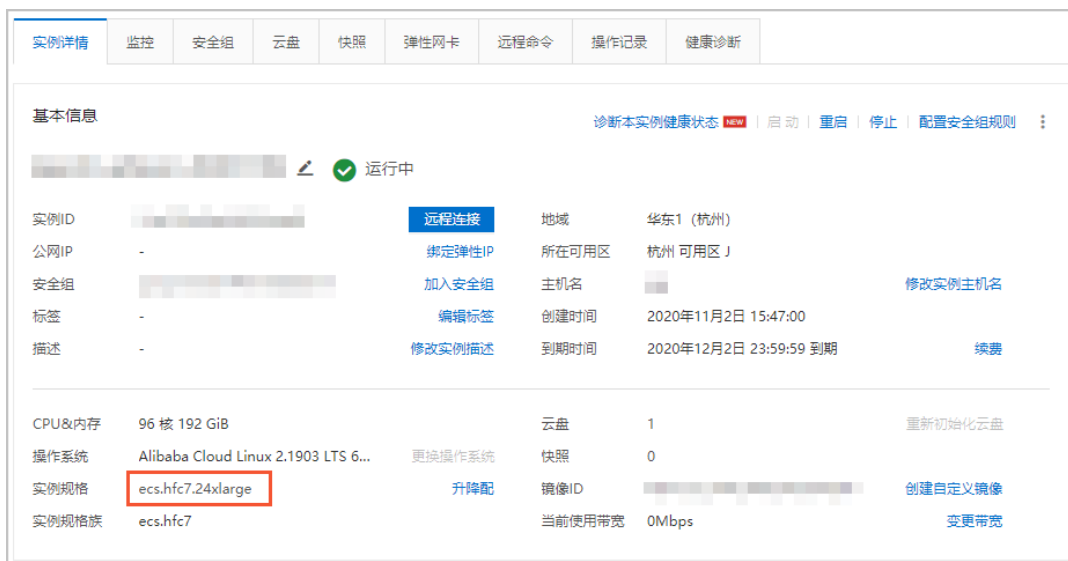 实例详情 监控 安全组 云盘 快照 弹性网卡 远程命令 操作记录 健康诊断
基本信息 诊断本实例健康状态 NEW 启动 重启 停止 配置安全组规则
运行中
实例ID 远程连接 地域 华东1（杭州）
公网IP - 绑定弹性IP 所在可用区 杭州 可用区 J
安全组 加入安全组 主机名 修改实例主机名
标签 - 编辑标签 创建时间 2020年11月2日 15:47:00
描述 - 修改实例描述 到期时间 2020年12月2日 23:59:59 到期 续费
CPU&内存 96 核 192 GiB 云盘 1 重新初始化云盘
操作系统 Alibaba Cloud Linux 2.1903 LTS 6... 更换操作系统 快照 0
实例规格 ecs.hfc7.24xlarge 升降配 镜像ID 创建自定义镜像
实例规格族 ecs.hfc7 当前使用带宽 0Mbps 变更带宽